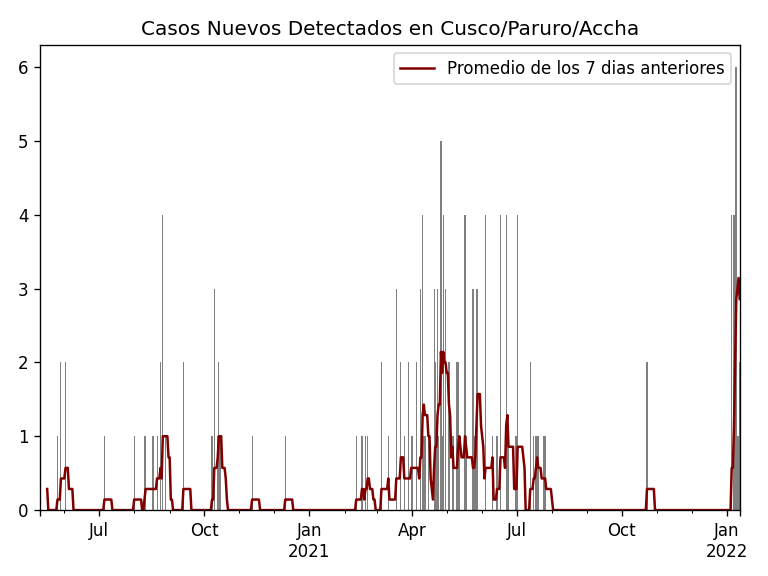 Casos Nuevos Detectados en Cusco/Paruro/Accha
Promedio de los 7 dias anteriores
6
5
4
3
2
1
0
Jul
Oct
Jan
2021
Apr
Jul
Oct
Jan
2022